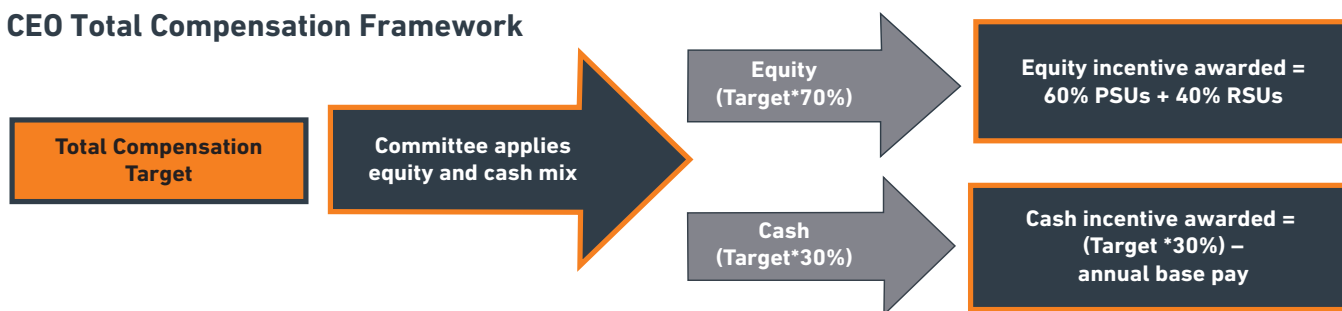 CEO Total Compensation Framework
Total Compensation
Target
Committee applies
equity and cash mix
Equity
(Target*70%)
Equity incentive awarded =
60% PSUs + 40% RSUs
Cash
(Target*30%)
Cash incentive awarded =
(Target *30%) –
annual base pay